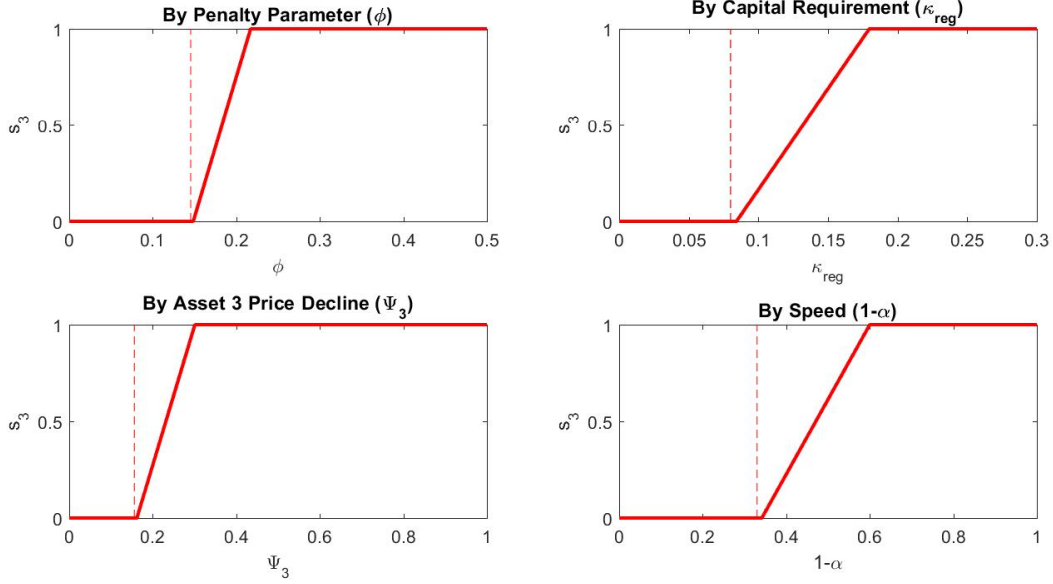 By Penalty Parameter (ϕ)
1
0.5
0
s3
0 0.1 0.2 0.3 0.4 0.5
ϕ
By Capital Requirement (κreg)
1
0.5
0
s3
0 0.05 0.1 0.15 0.2 0.25 0.3
κreg
By Asset 3 Price Decline (Ψ3)
1
0.5
0
s3
0 0.2 0.4 0.6 0.8 1
Ψ3
By Speed (1-α)
1
0.5
0
s3
0 0.2 0.4 0.6 0.8 1
1-α